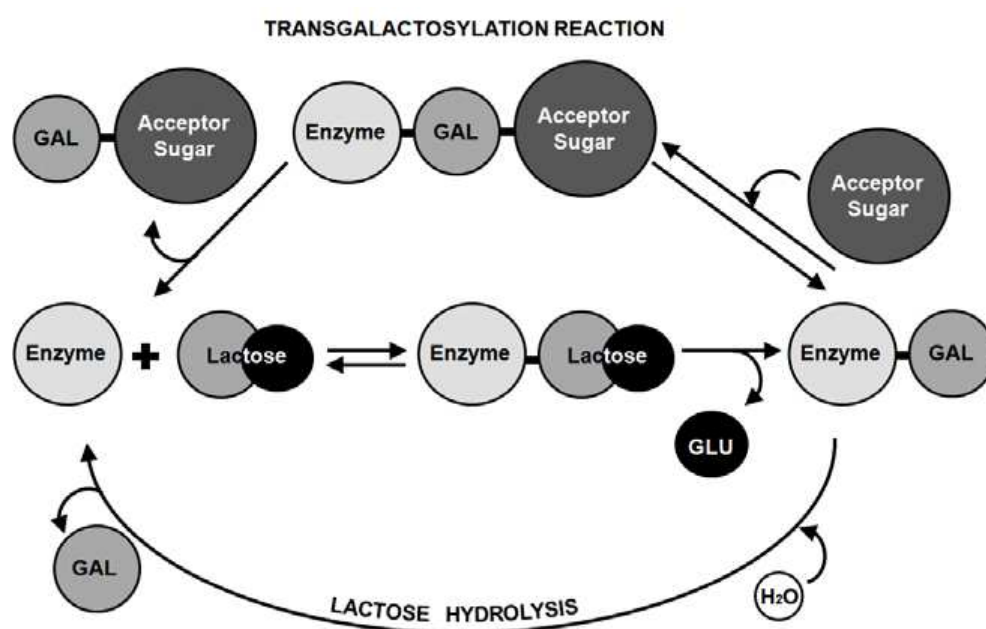 TRANSGALACTOSYLATION REACTION
GAL
Acceptor
Sugar
Enzyme
GAL
Acceptor
Sugar
Acceptor
Sugar
Enzyme
+
Lactose
Enzyme
Lactose
Enzyme
GAL
GLU
GAL
H₂O
LACTOSE HYDROLYSIS